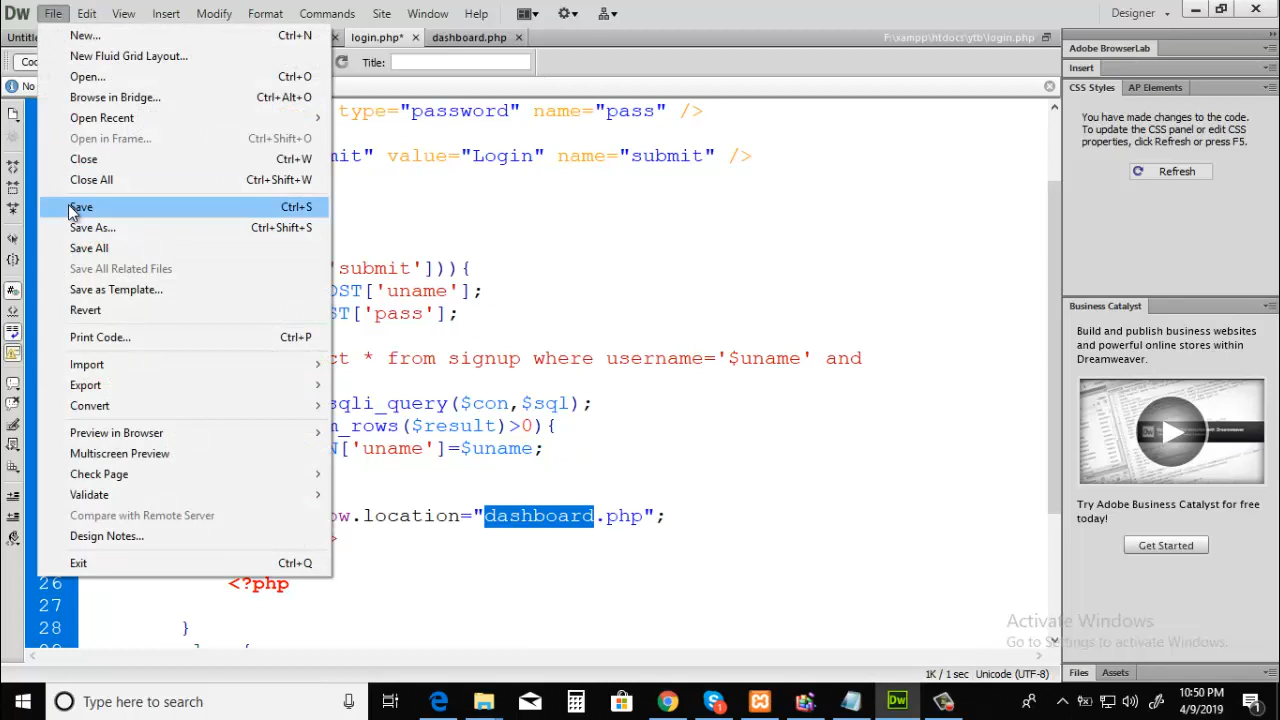 Dw File Edit View Insert Modify Format Commands Site Window Help Designer
login.php* × dashboard.php × F:\xampp\htdocs\ytb\login.php
Title:
New... Ctrl+N
New Fluid Grid Layout...
Open... Ctrl+O
Browse in Bridge... Ctrl+Alt+O
Open Recent
Open in Frame... Ctrl+Shift+O
Close Ctrl+W
Close All Ctrl+Shift+W
Save Ctrl+S
Save As... Ctrl+Shift+S
Save All
Save All Related Files
Save as Template...
Revert
Print Code... Ctrl+P
Import
Export
Convert
Preview in Browser
Multiscreen Preview
Check Page
Validate
Compare with Remote Server
Design Notes...
Exit Ctrl+Q
No
type="password" name="pass" />
mit" value="Login" name="submit" />
'submit'])){
OST['uname'];
ST['pass'];
ct * from signup where username='$uname' and
sqli_query($con,$sql);
m_rows($result)>0){
N['uname']=$uname;
ow.location="dashboard.php";
>
26 <?php
27
28 }
1K / 1 sec Unicode (UTF-8)
Adobe BrowserLab
Insert
CSS Styles AP Elements
You have made changes to the code.
To update the CSS panel or edit CSS
properties, click Refresh or press F5.
Refresh
Business Catalyst
Build and publish business websites
and powerful online stores within
Dreamweaver.
Try Adobe Business Catalyst for free
today!
Get Started
Activate Windows
Go to Settings to activate Windows.
Files Assets
Type here to search
Dw
10:50 PM
4/9/2019